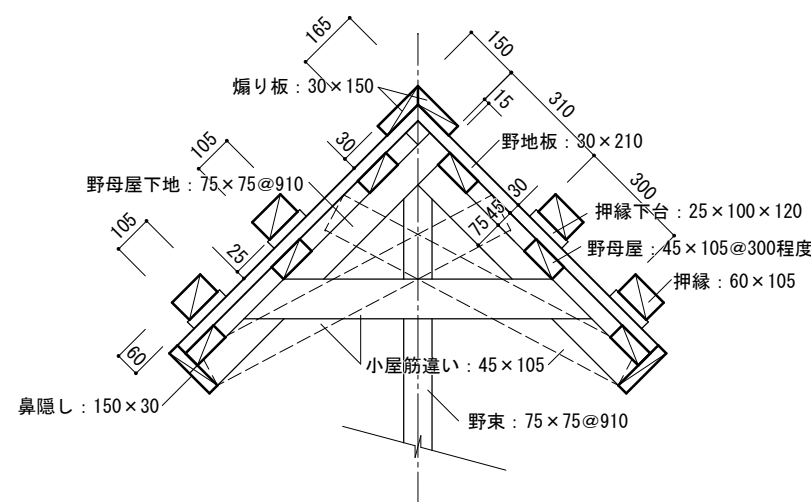 165
150
煽り板：30×150
15
310
105
30
野地板：30×210
300
野母屋下地：75×75@910
30
45
75
押縁下台：25×100×120
105
25
野母屋：45×105@300程度
押縁：60×105
60
小屋筋違い：45×105
鼻隠し：150×30
野束：75×75@910